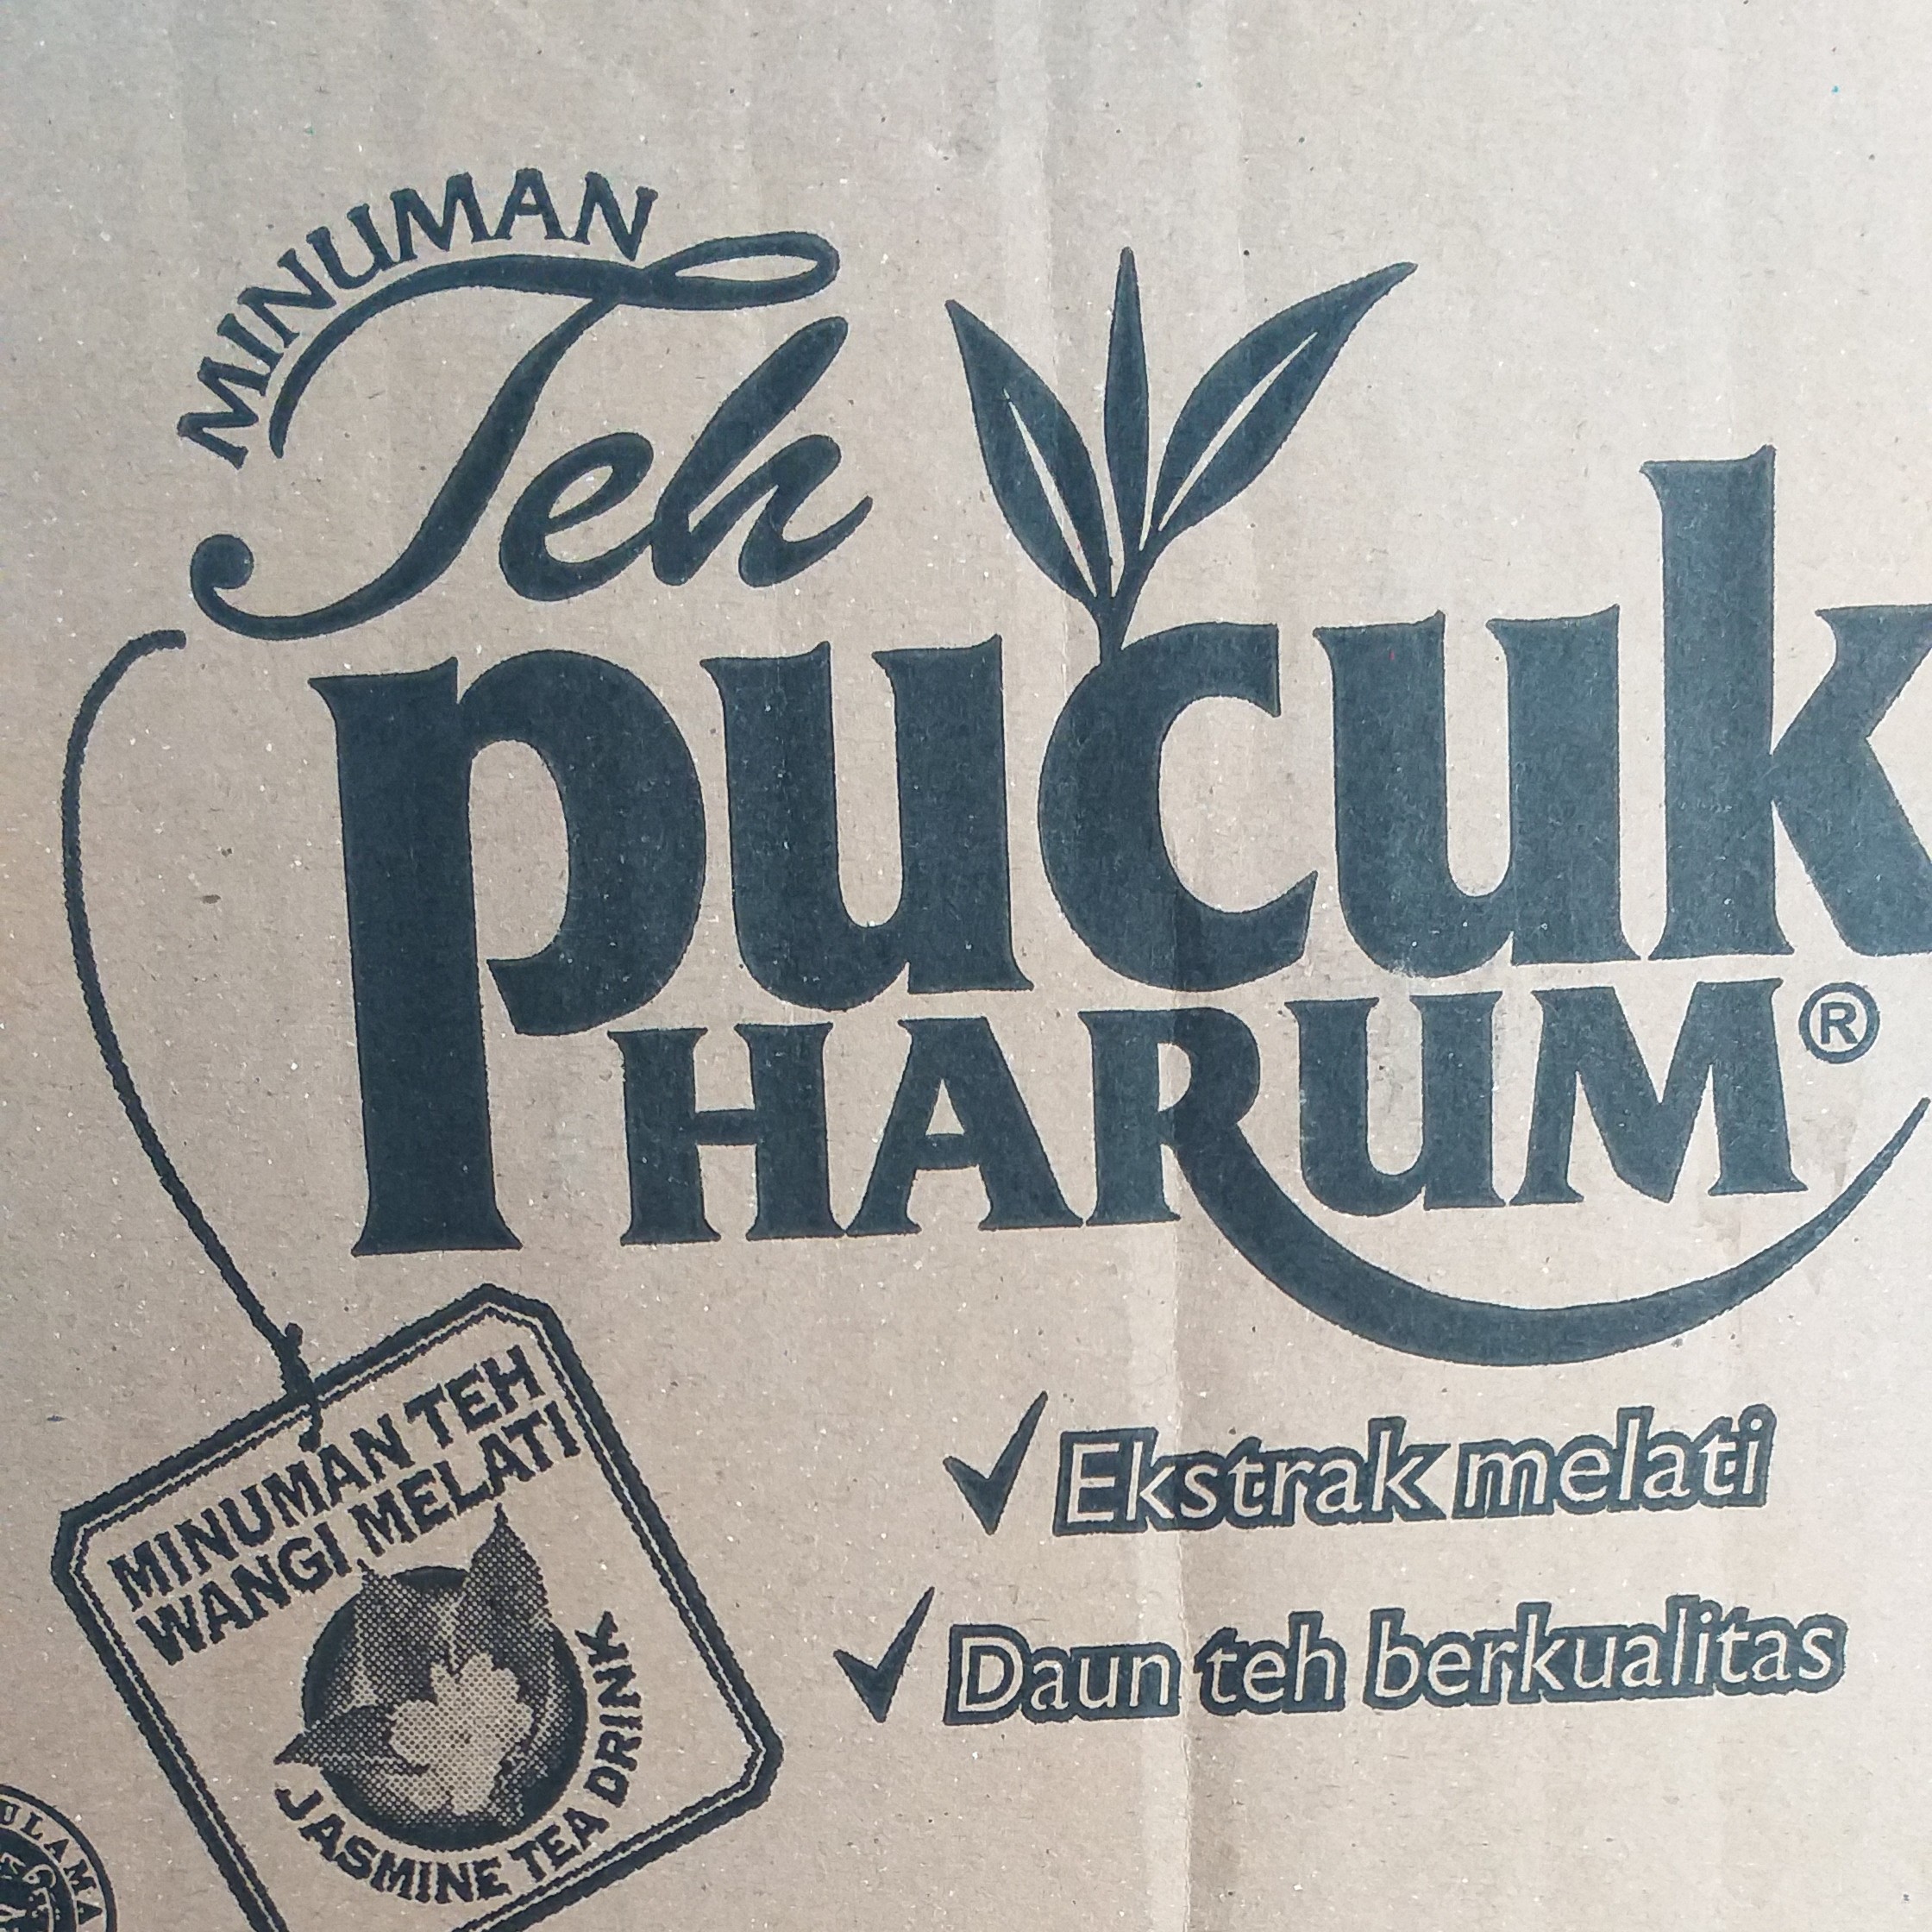 MINUMAN
Teh
pucuk
HARUM®
MINUMAN TEH
WANGI MELATI
JASMINE TEA DRINK
Ekstrak melati
Daun teh berkualitas